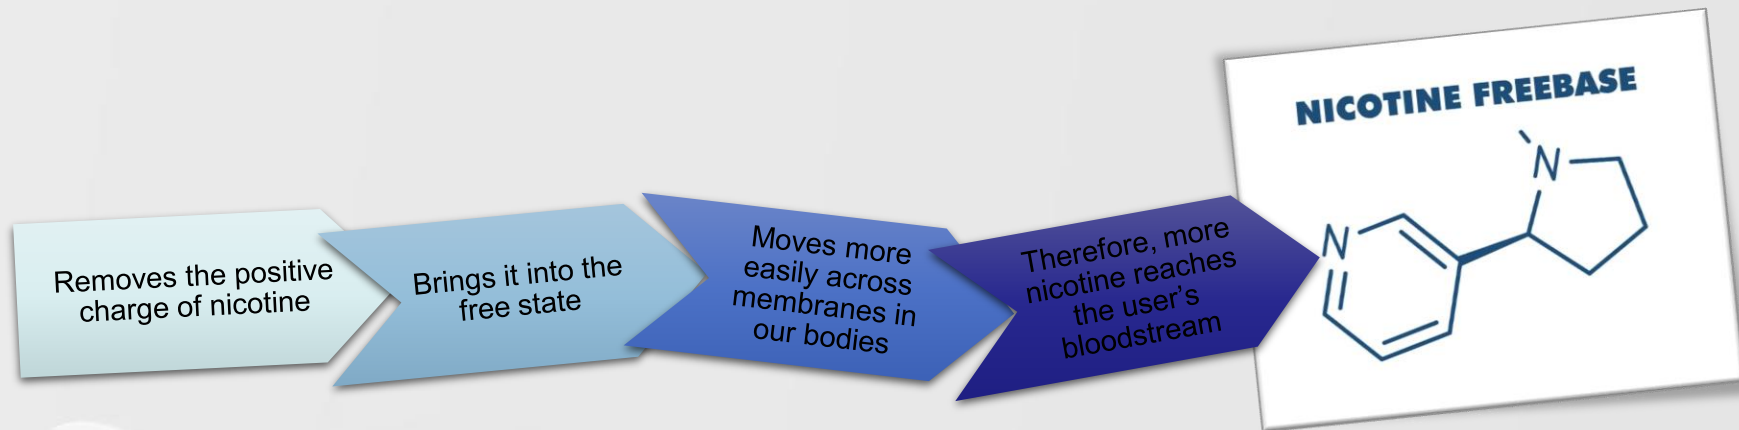 Removes the positive
charge of nicotine
Brings it into the
free state
Moves more
easily across
membranes in
our bodies
Therefore, more
nicotine reaches
the user’s
bloodstream
NICOTINE FREEBASE
N
N